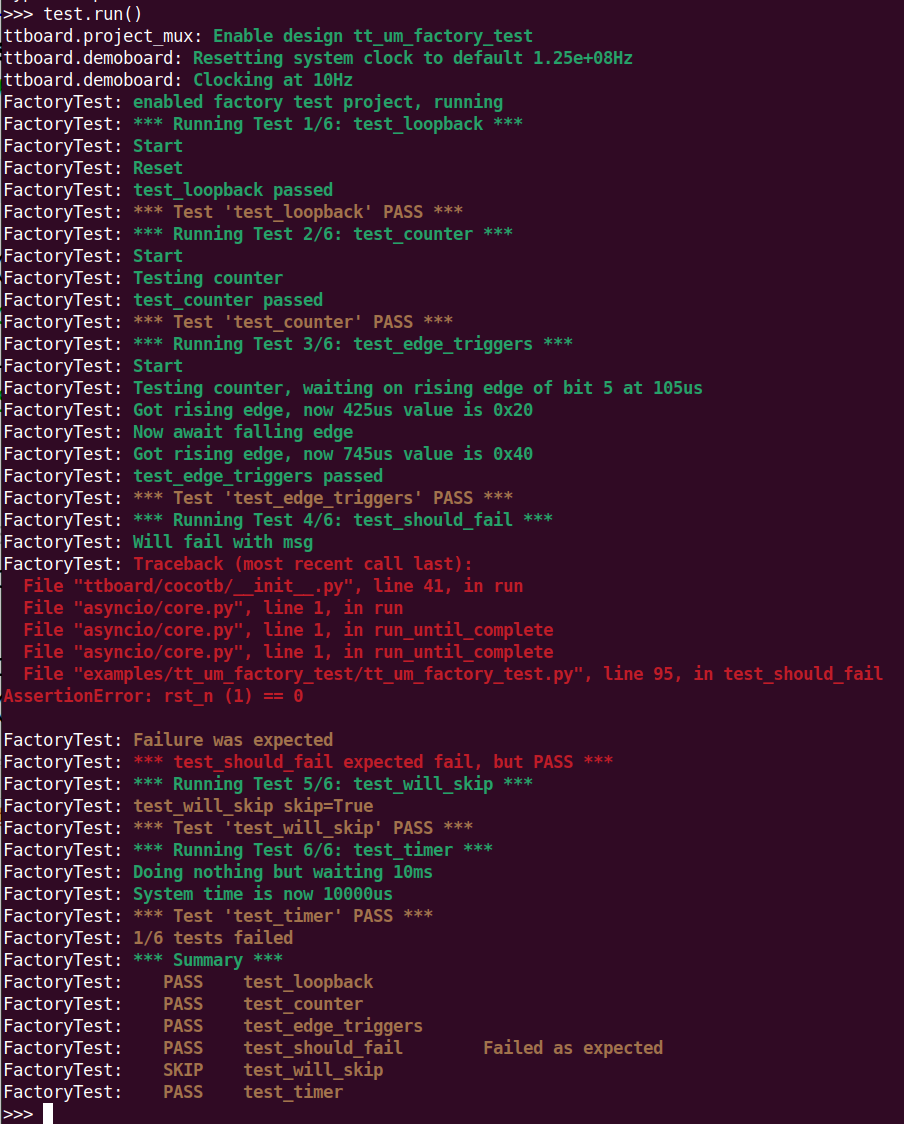 >>> test.run()
ttboard.project_mux: Enable design tt_um_factory_test
ttboard.demoboard: Resetting system clock to default 1.25e+08Hz
ttboard.demoboard: Clocking at 10Hz
FactoryTest: enabled factory test project, running
FactoryTest: *** Running Test 1/6: test_loopback ***
FactoryTest: Start
FactoryTest: Reset
FactoryTest: test_loopback passed
FactoryTest: *** Test 'test_loopback' PASS ***
FactoryTest: *** Running Test 2/6: test_counter ***
FactoryTest: Start
FactoryTest: Testing counter
FactoryTest: test_counter passed
FactoryTest: *** Test 'test_counter' PASS ***
FactoryTest: *** Running Test 3/6: test_edge_triggers ***
FactoryTest: Start
FactoryTest: Testing counter, waiting on rising edge of bit 5 at 105us
FactoryTest: Got rising edge, now 425us value is 0x20
FactoryTest: Now await falling edge
FactoryTest: Got rising edge, now 745us value is 0x40
FactoryTest: test_edge_triggers passed
FactoryTest: *** Test 'test_edge_triggers' PASS ***
FactoryTest: *** Running Test 4/6: test_should_fail ***
FactoryTest: Will fail with msg
FactoryTest: Traceback (most recent call last):
  File "ttboard/cocotb/__init__.py", line 41, in run
  File "asyncio/core.py", line 1, in run
  File "asyncio/core.py", line 1, in run_until_complete
  File "asyncio/core.py", line 1, in run_until_complete
  File "examples/tt_um_factory_test/tt_um_factory_test.py", line 95, in test_should_fail
AssertionError: rst_n (1) == 0

FactoryTest: Failure was expected
FactoryTest: *** test_should_fail expected fail, but PASS ***
FactoryTest: *** Running Test 5/6: test_will_skip ***
FactoryTest: test_will_skip skip=True
FactoryTest: *** Test 'test_will_skip' PASS ***
FactoryTest: *** Running Test 6/6: test_timer ***
FactoryTest: Doing nothing but waiting 10ms
FactoryTest: System time is now 10000us
FactoryTest: *** Test 'test_timer' PASS ***
FactoryTest: 1/6 tests failed
FactoryTest: *** Summary ***
FactoryTest:    PASS    test_loopback
FactoryTest:    PASS    test_counter
FactoryTest:    PASS    test_edge_triggers
FactoryTest:    PASS    test_should_fail        Failed as expected
FactoryTest:    SKIP    test_will_skip
FactoryTest:    PASS    test_timer
>>>